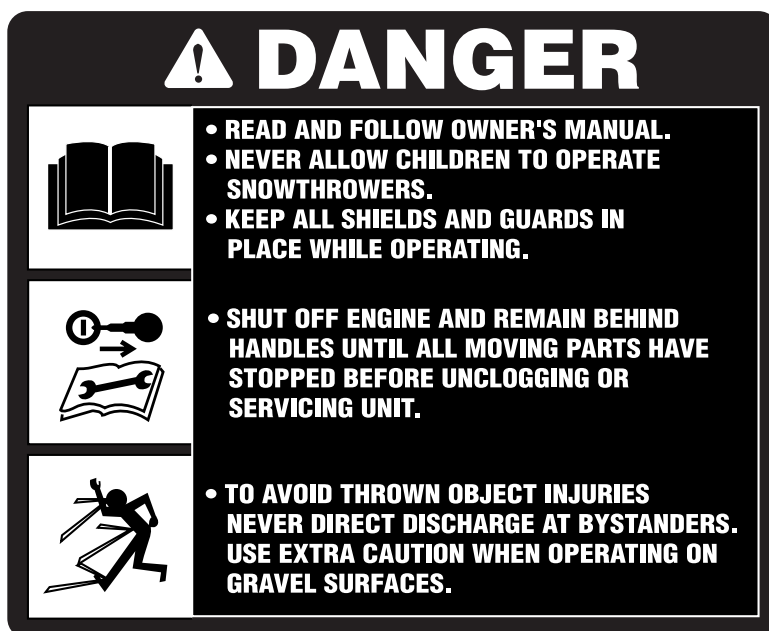 DANGER
• READ AND FOLLOW OWNER'S MANUAL.
• NEVER ALLOW CHILDREN TO OPERATE
SNOWTHROWERS.
• KEEP ALL SHIELDS AND GUARDS IN
PLACE WHILE OPERATING.
• SHUT OFF ENGINE AND REMAIN BEHIND
HANDLES UNTIL ALL MOVING PARTS HAVE
STOPPED BEFORE UNCLOGGING OR
SERVICING UNIT.
• TO AVOID THROWN OBJECT INJURIES
NEVER DIRECT DISCHARGE AT BYSTANDERS.
USE EXTRA CAUTION WHEN OPERATING ON
GRAVEL SURFACES.